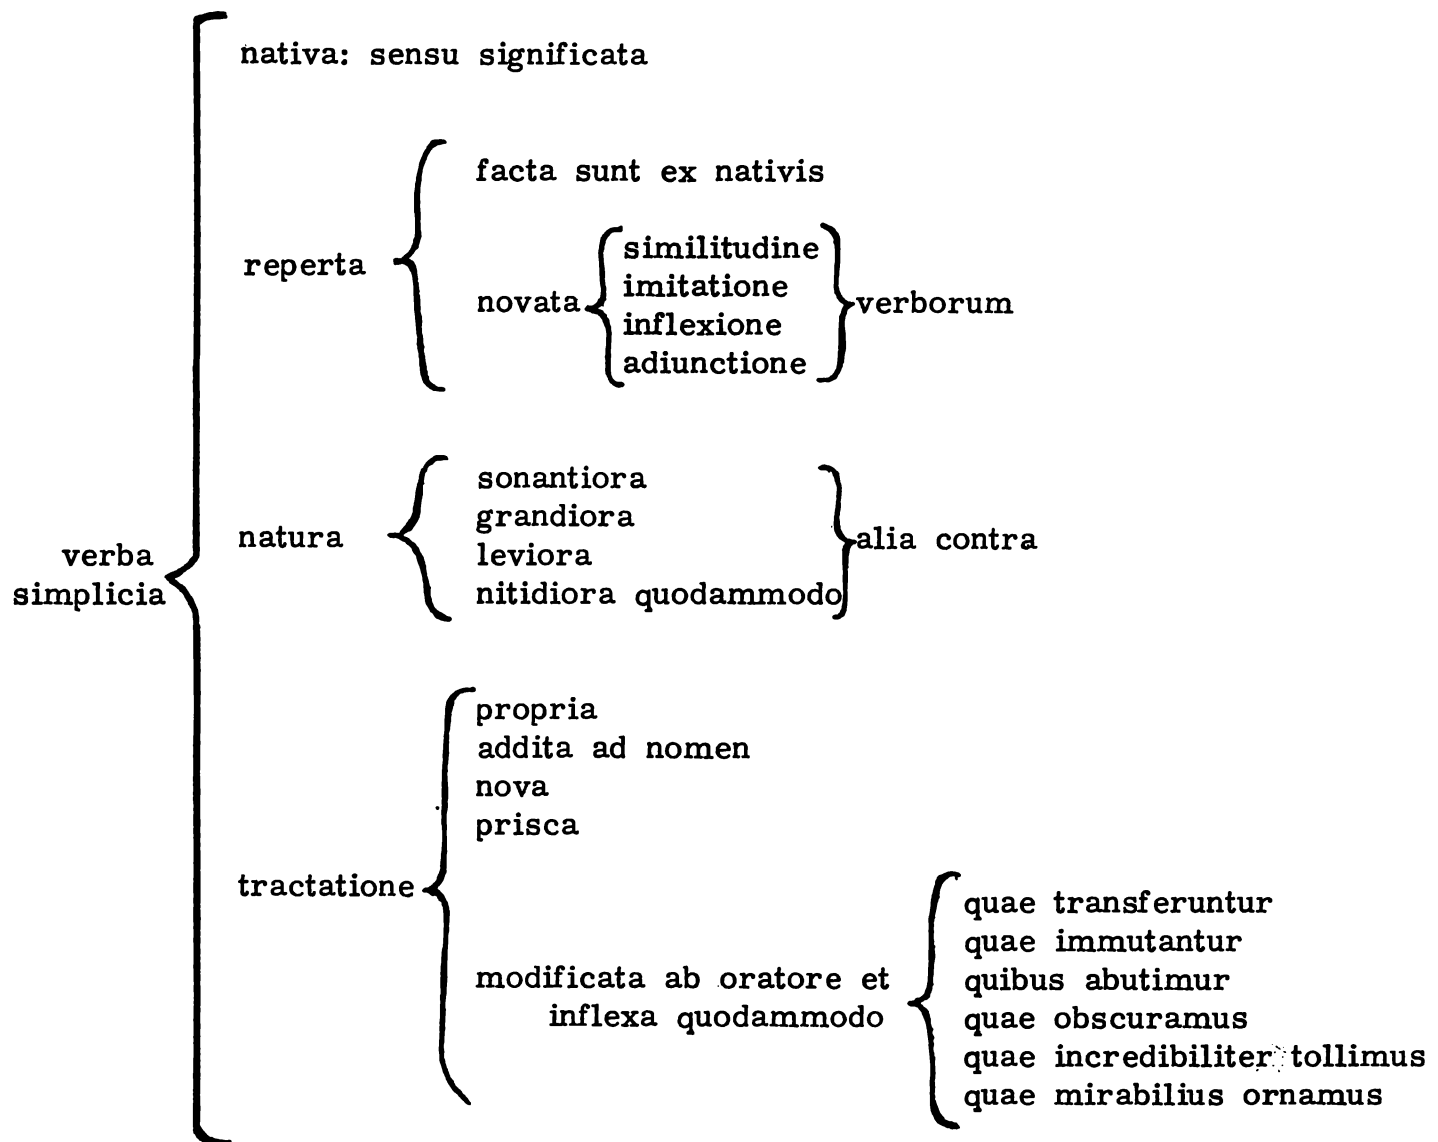 nativa: sensu significata
facta sunt ex nativis
reperta
novata
similitudine
imitatione
inflexione
adiunctione
verborum
verba
simplicia
natura
sonantiora
grandiora
leviora
nitidiora quodammodo
alia contra
tractatione
propria
addita ad nomen
nova
prisca
modificata ab oratore et
inflexa quodammodo
quae transferuntur
quae immutantur
quibus abutimur
quae obscuramus
quae incredibiliter tollimus
quae mirabilius ornamus